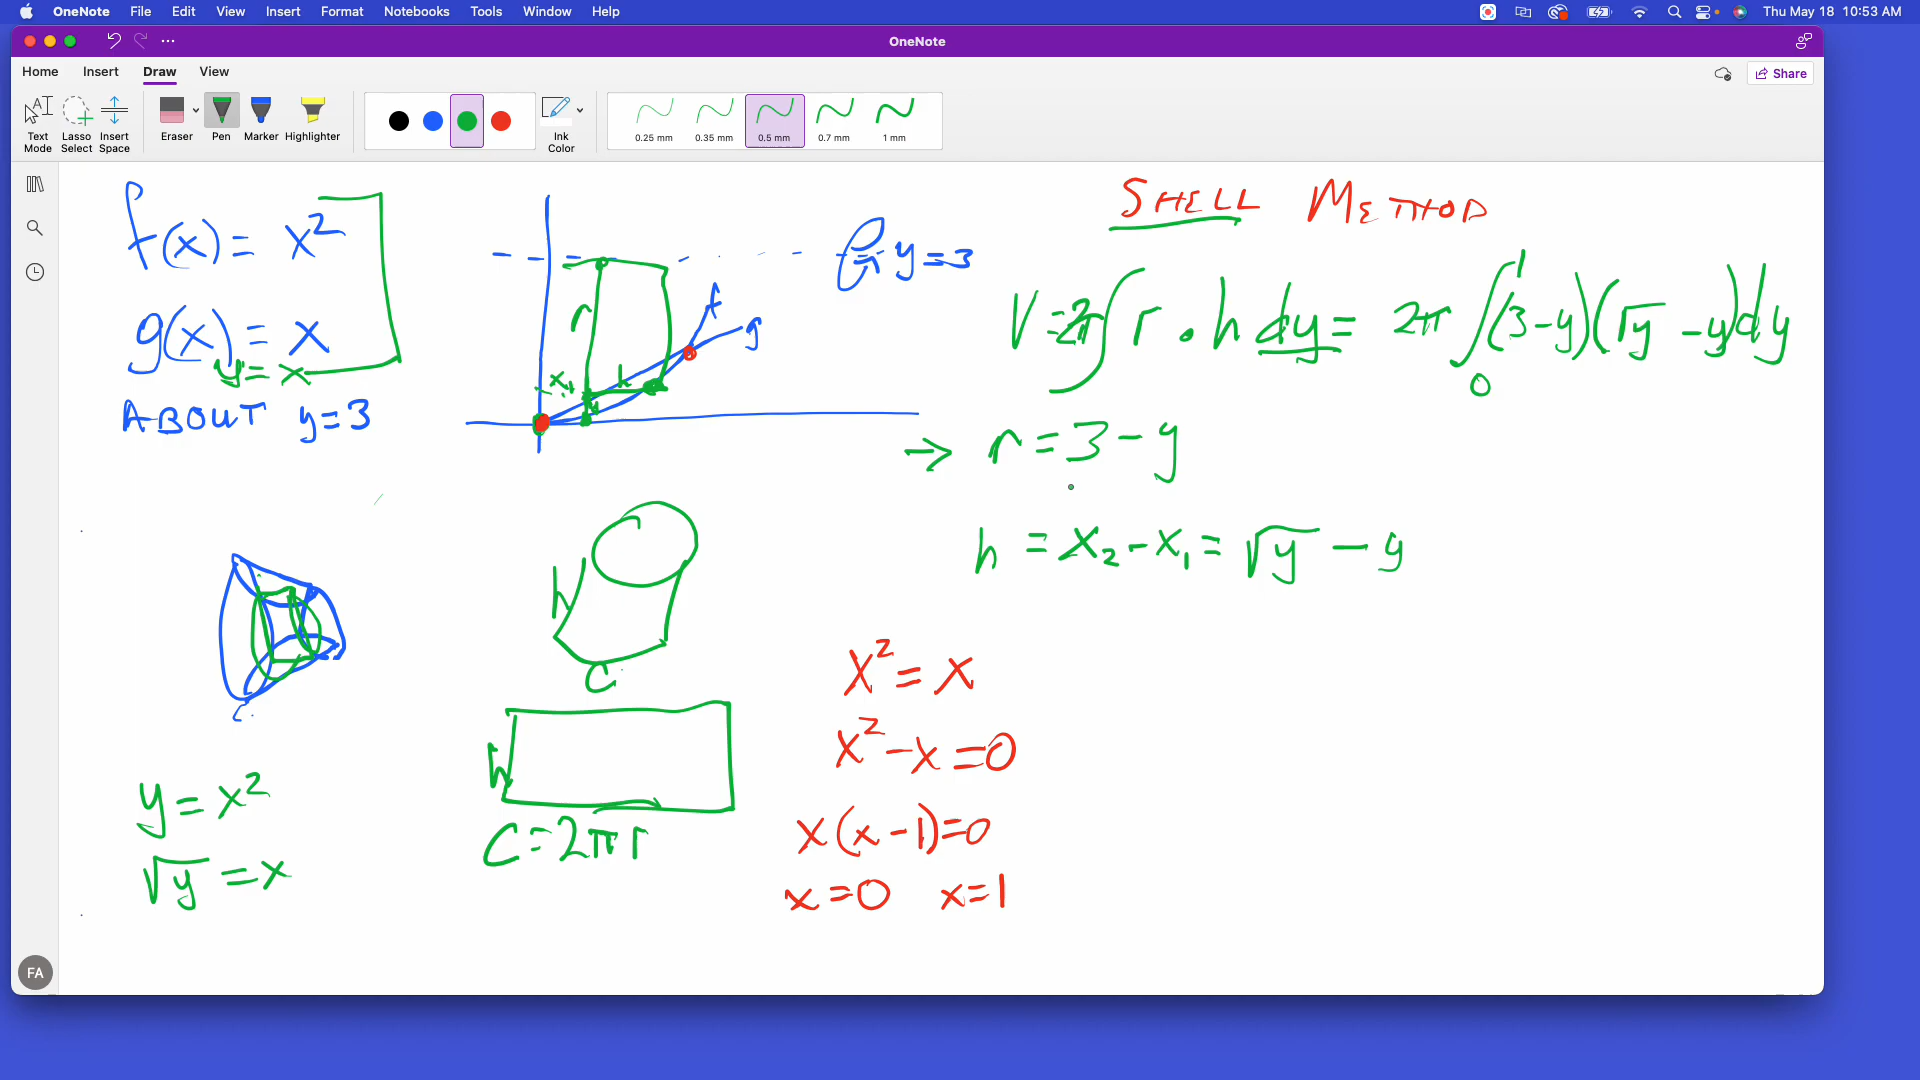 OneNote File Edit View Insert Format Notebooks Tools Window Help Thu May 18 10:53 AM
OneNote
Home Insert Draw View Share
Text Mode
Lasso Select
Insert Space
Eraser
Pen
Marker
Highlighter
Ink Color
0.25 mm
0.35 mm
0.5 mm
0.7 mm
1 mm
f(x) = x²
g(x) = x
y = x
ABOUT y=3
y=3
f
g
r
h
x₁
y
SHELL METHOD
V = 2π∫ r · h dy = 2π ∫₀¹ (3-y)(√y -y)dy
→ r = 3 - y
h = x₂ - x₁ = √y - y
h
r
C
h
C = 2πr
y = x²
√y = x
x² = x
x² - x = 0
x(x-1)=0
x=0 x=1
FA